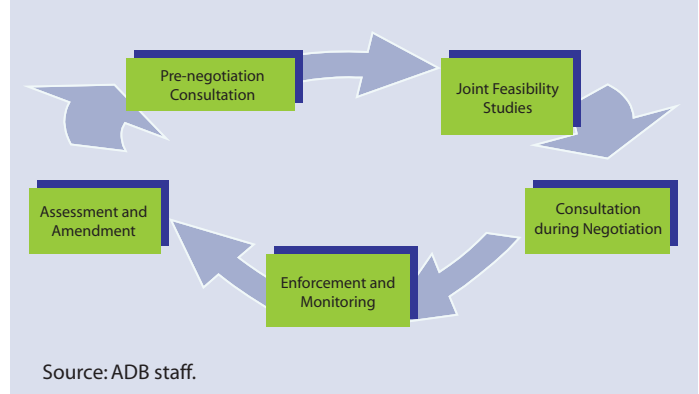 Pre-negotiation
Consultation
Joint Feasibility
Studies
Consultation
during Negotiation
Enforcement and
Monitoring
Assessment and
Amendment
Source: ADB staff.